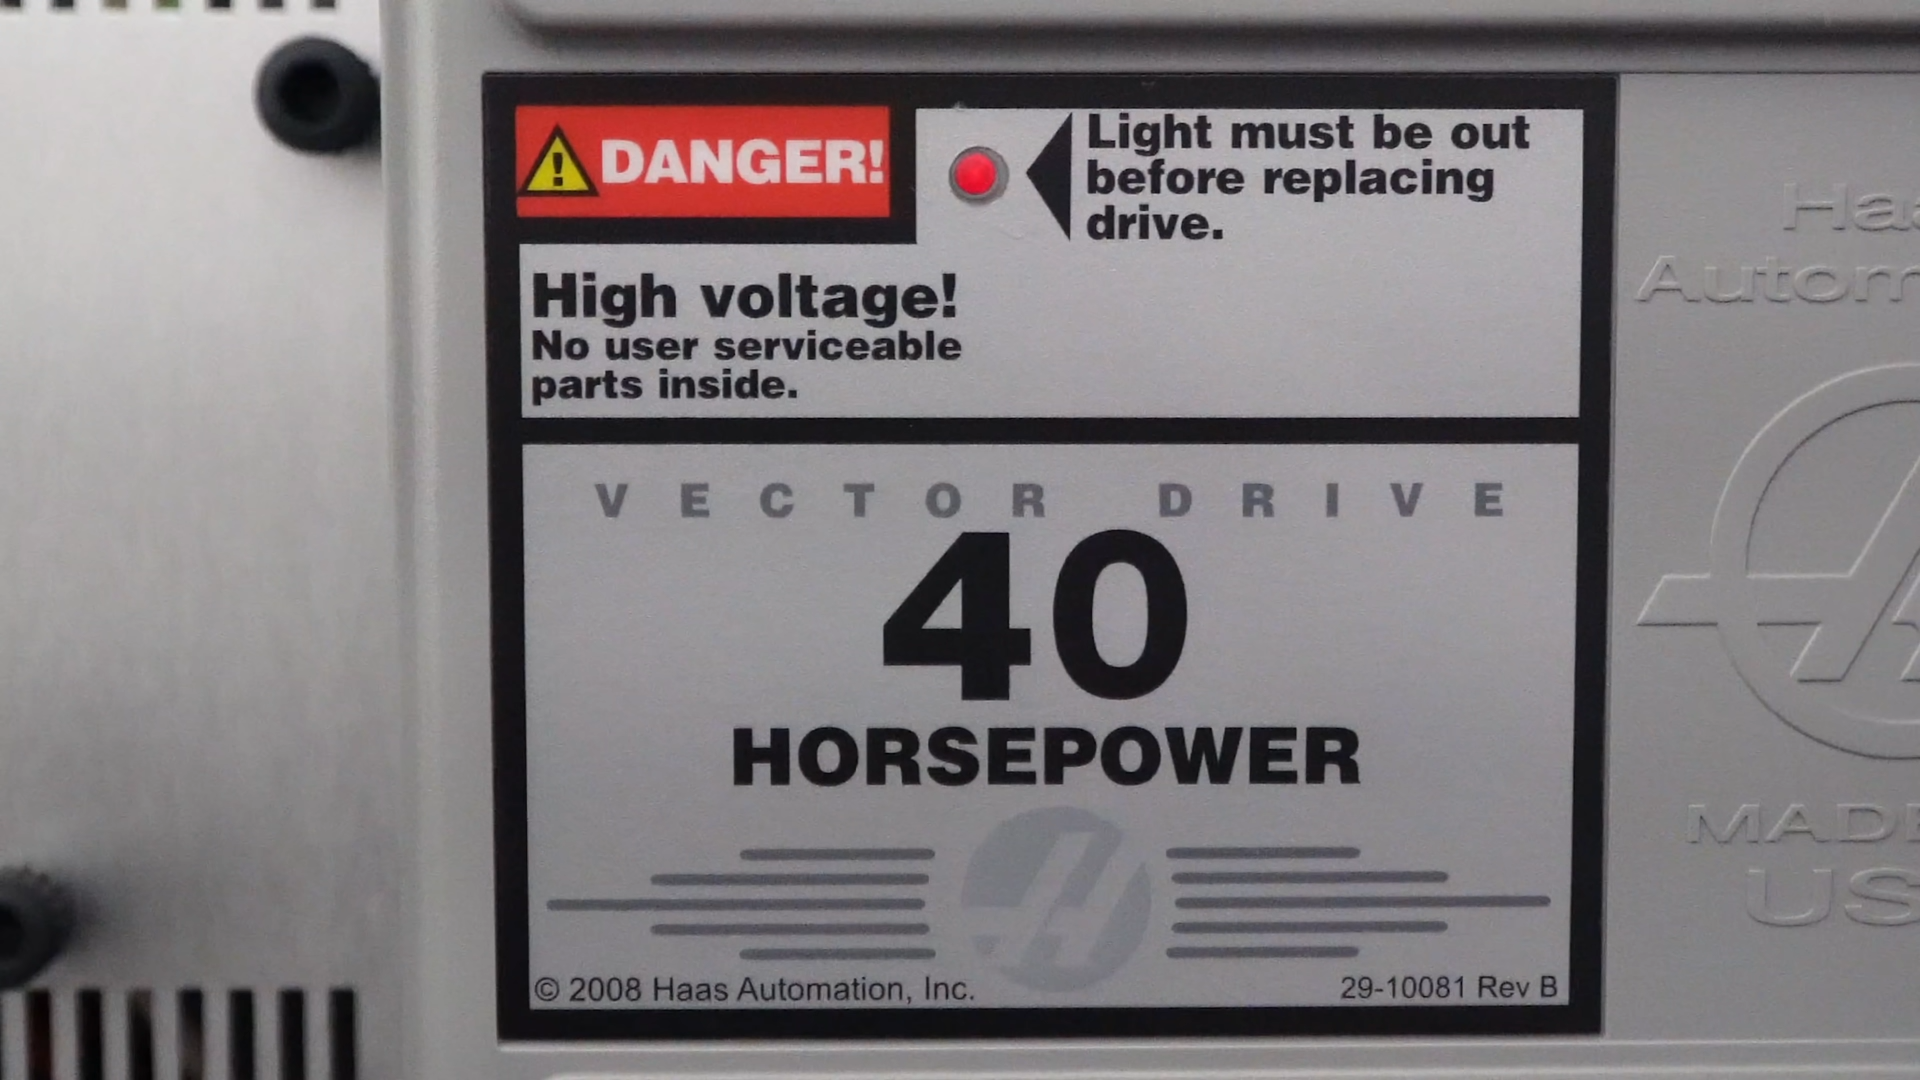 DANGER!
Light must be out
before replacing
drive.
High voltage!
No user serviceable
parts inside.
VECTOR DRIVE
40
HORSEPOWER
© 2008 Haas Automation, Inc.
29-10081 Rev B